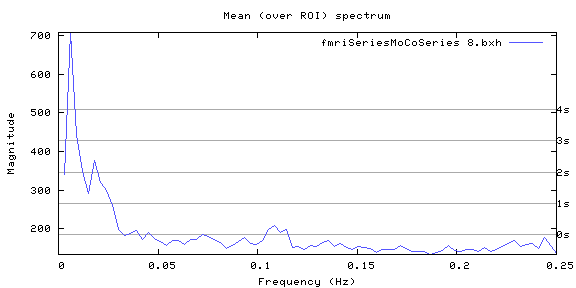 Mean (over ROI) spectrum
fmriSeriesMoCoSeries 8.bxh
700
600
500
400
300
200
4s
3s
2s
1s
0s
Magnitude
0 0.05 0.1 0.15 0.2 0.25
Frequency (Hz)